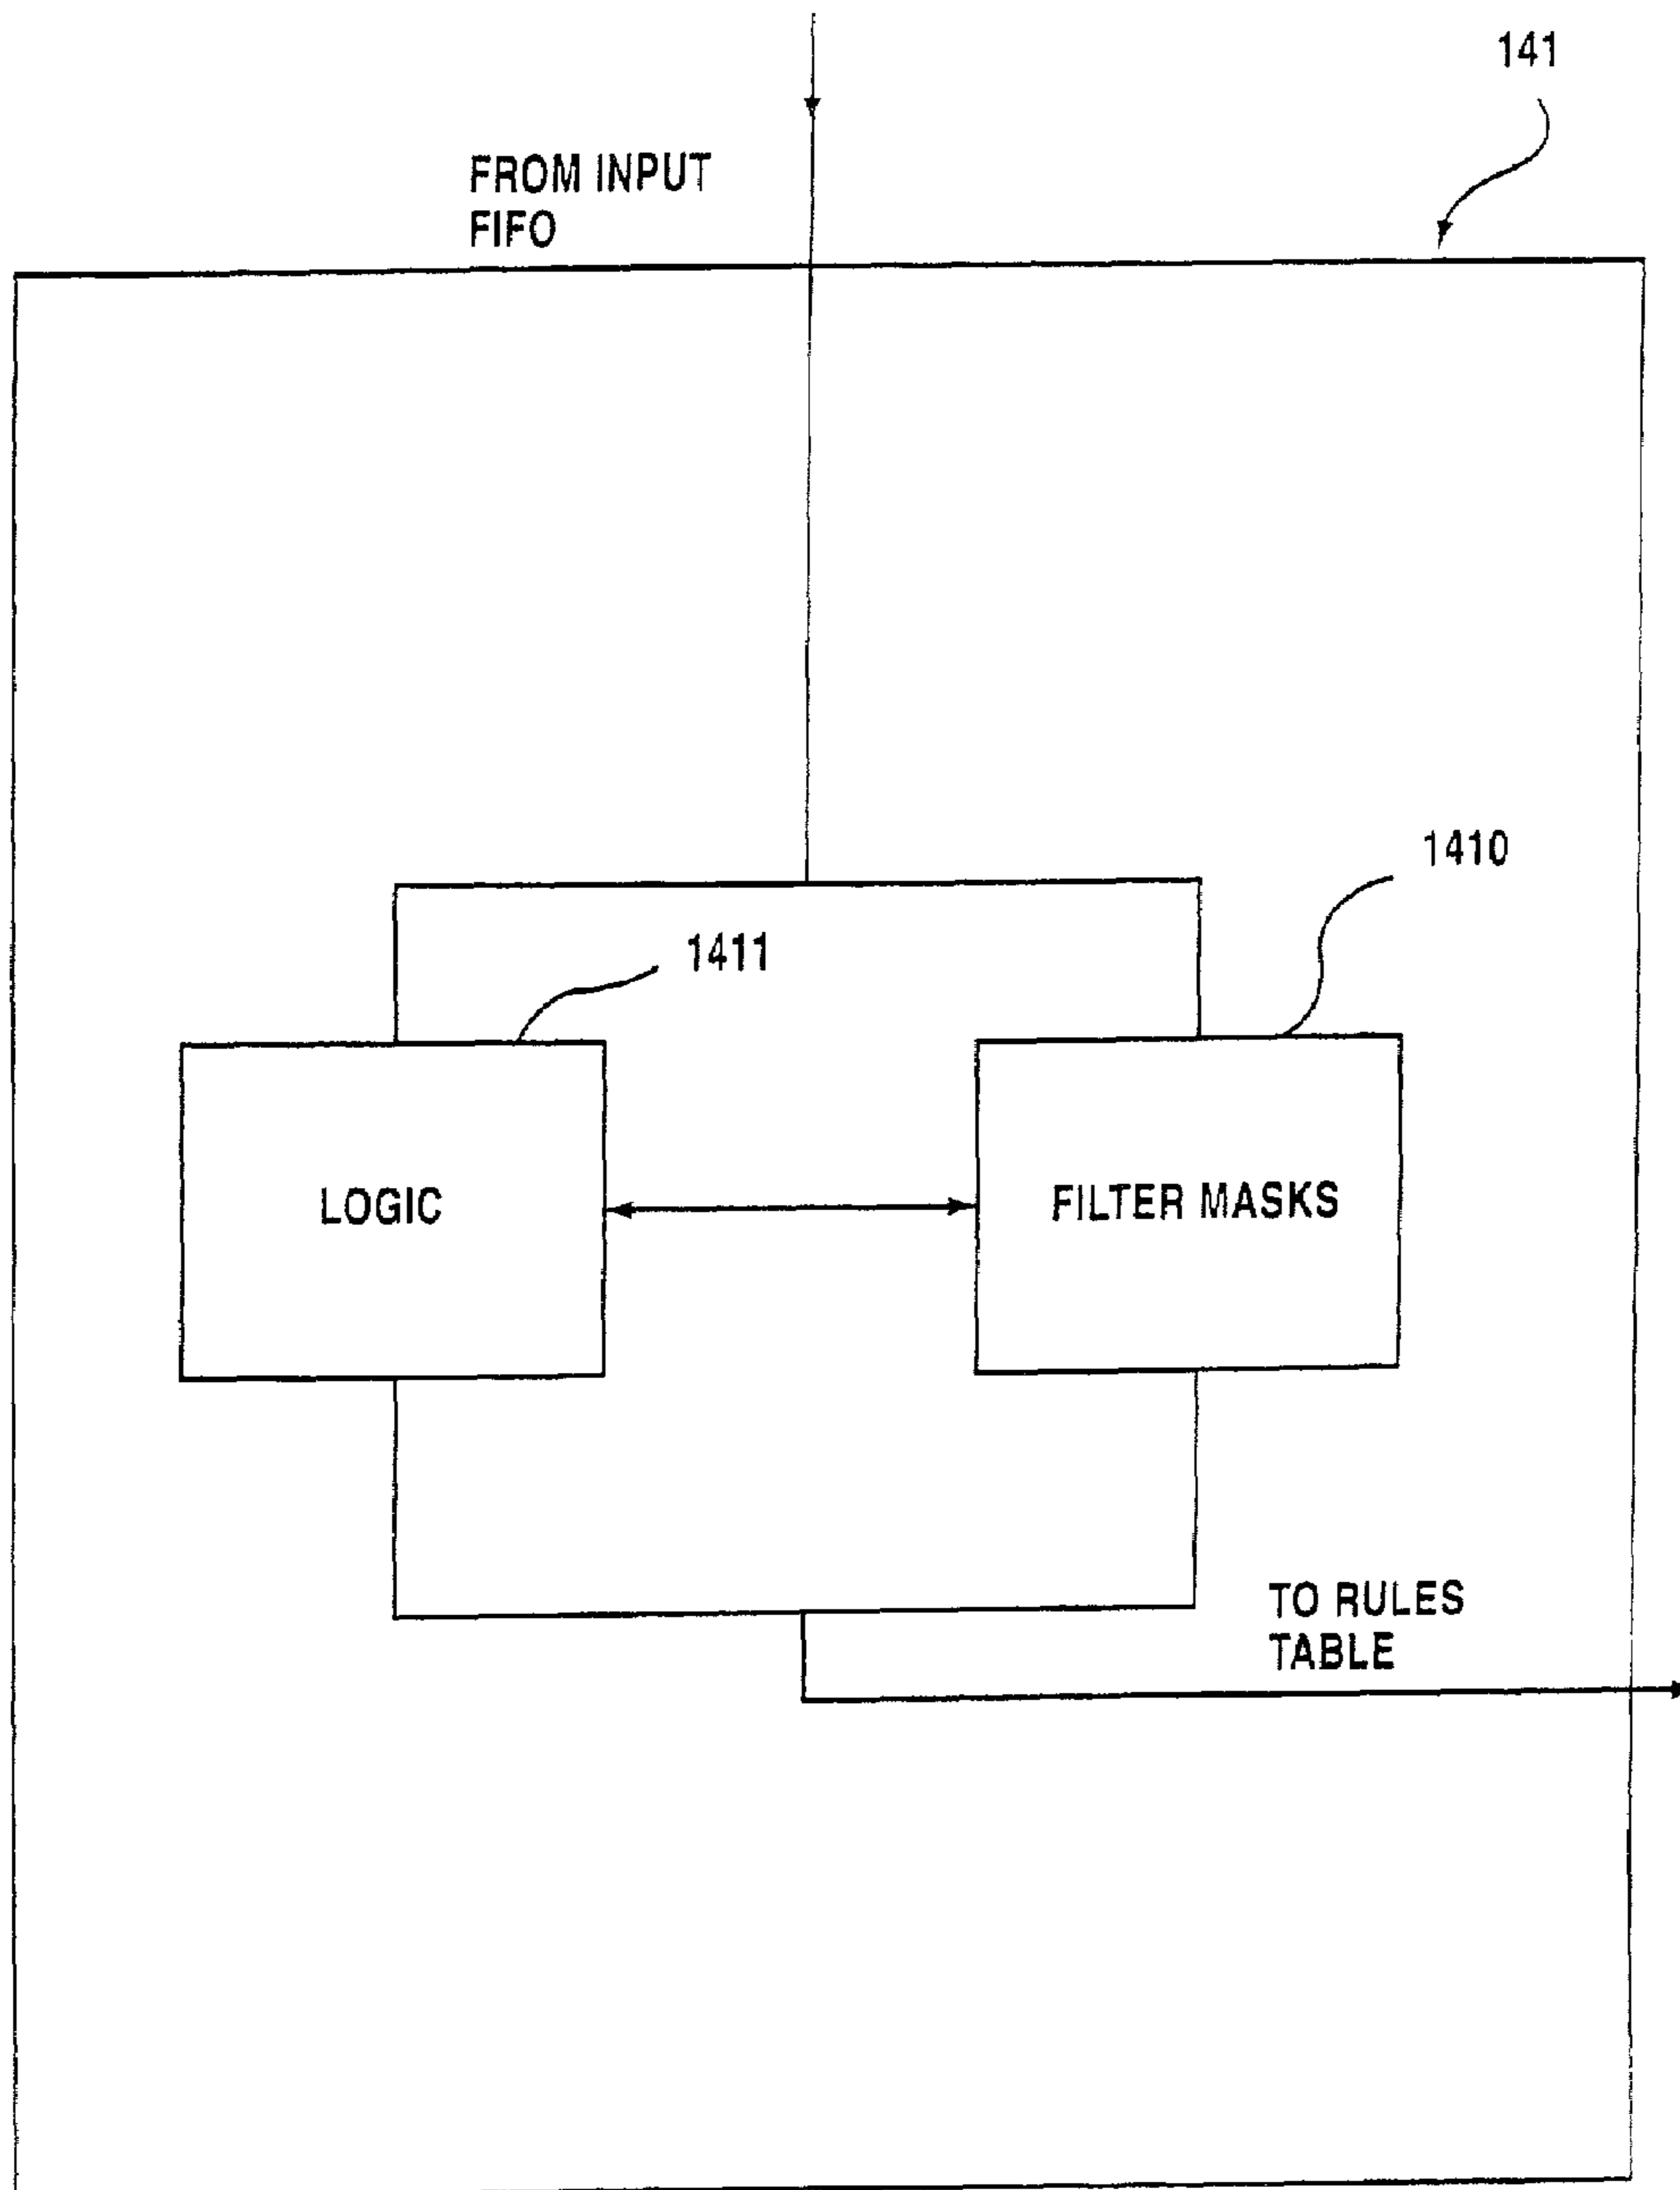 141
FROM INPUT
FIFO
1410
1411
LOGIC
FILTER MASKS
TO RULES
TABLE